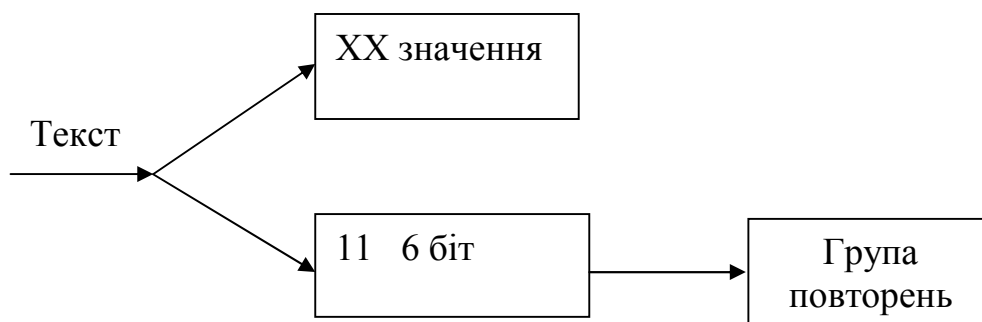 ХХ значення
Текст
11 6 біт
Група
повторень